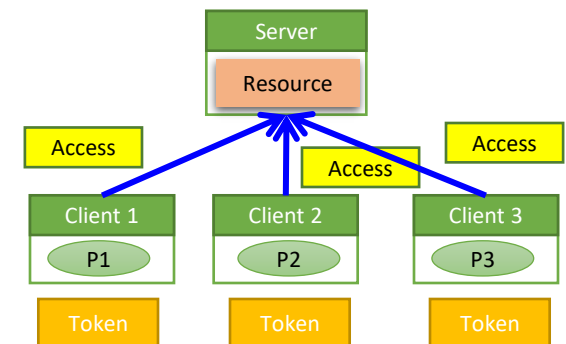 Server
Resource
Access
Access
Access
Client 1
Client 2
Client 3
P1
P2
P3
Token
Token
Token